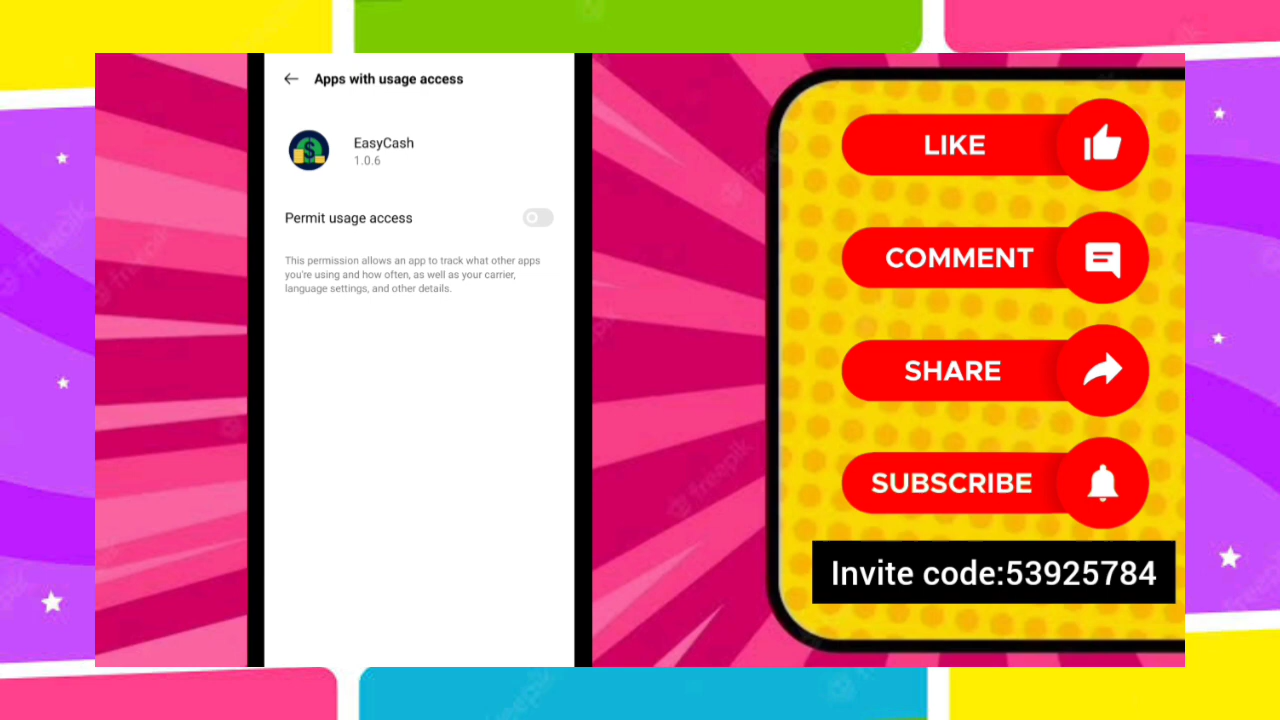 Apps with usage access
EasyCash
1.0.6
Permit usage access
This permission allows an app to track what other apps
you're using and how often, as well as your carrier,
language settings, and other details.
LIKE
COMMENT
SHARE
SUBSCRIBE
Invite code:53925784
freepik